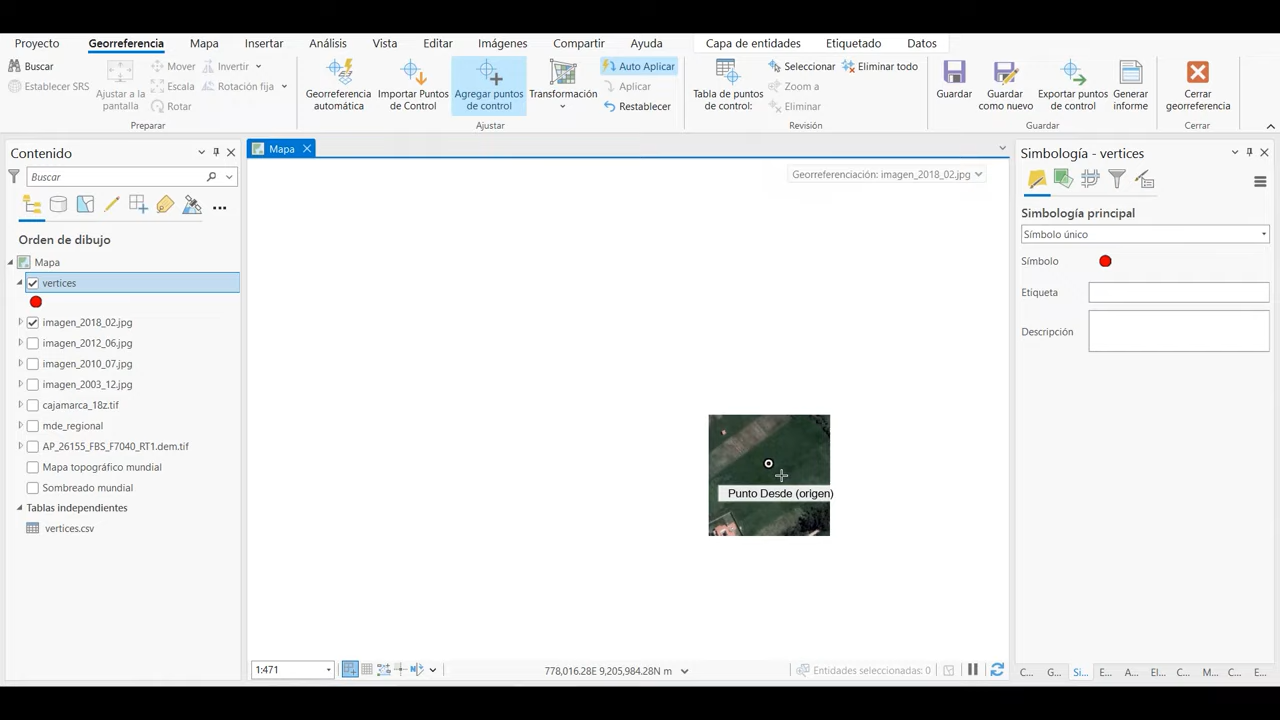 Proyecto Georreferencia Mapa Insertar Análisis Vista Editar Imágenes Compartir Ayuda Capa de entidades Etiquetado Datos
Buscar
Establecer SRS
Ajustar a la
pantalla
Mover
Escala
Rotar
Invertir
Rotación fija
Preparar
Georreferencia
automática
Importar Puntos
de Control
Agregar puntos
de control
Transformación
Auto Aplicar
Aplicar
Restablecer
Ajustar
Tabla de puntos
de control:
Seleccionar
Zoom a
Eliminar
Eliminar todo
Revisión
Guardar
Guardar
como nuevo
Exportar puntos
de control
Generar
informe
Guardar
Cerrar
georreferencia
Cerrar
Contenido
Buscar
Orden de dibujo
Mapa
vertices
imagen_2018_02.jpg
imagen_2012_06.jpg
imagen_2010_07.jpg
imagen_2003_12.jpg
cajamarca_18z.tif
mde_regional
AP_26155_FBS_F7040_RT1.dem.tif
Mapa topográfico mundial
Sombreado mundial
Tablas independientes
vertices.csv
Mapa
Georreferenciación: imagen_2018_02.jpg
Punto Desde (origen)
1:471
778,016.28E 9,205,984.28N m
Entidades seleccionadas: 0
Simbología - vertices
Simbología principal
Símbolo único
Símbolo
Etiqueta
Descripción
C... G... Si... E... A... El... C... M... C... E...